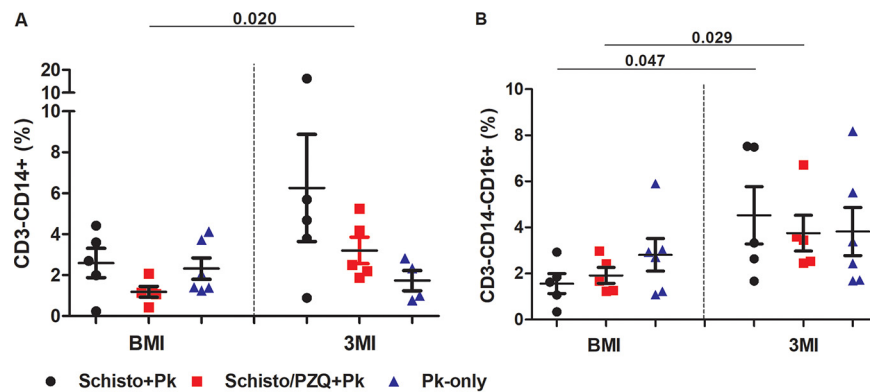 A
0.020
CD3-CD14+ (%)
20
10
10
8
6
4
2
0
BMI
3MI
B
0.029
0.047
CD3-CD14-CD16+ (%)
10
8
6
4
2
0
BMI
3MI
Schisto+Pk
Schisto/PZQ+Pk
Pk-only